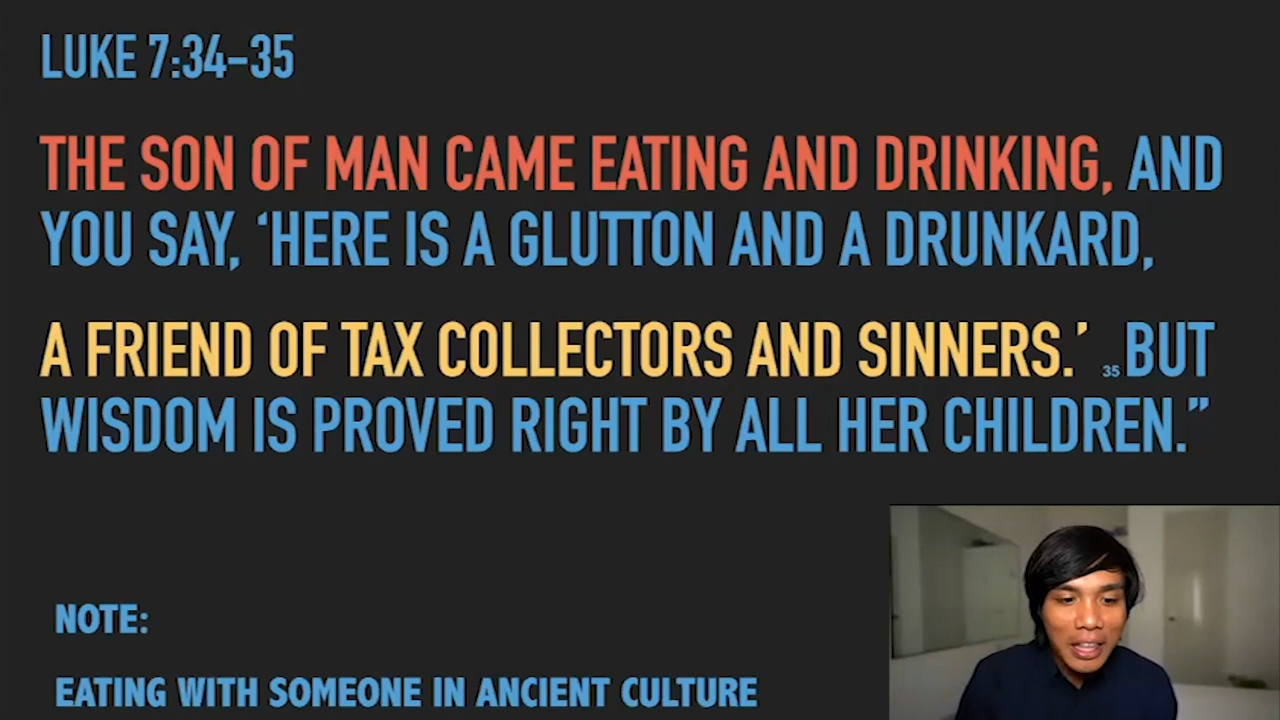 LUKE 7:34–35
THE SON OF MAN CAME EATING AND DRINKING, AND
YOU SAY, ‘HERE IS A GLUTTON AND A DRUNKARD,
A FRIEND OF TAX COLLECTORS AND SINNERS.’ 35 BUT
WISDOM IS PROVED RIGHT BY ALL HER CHILDREN.”
NOTE:
EATING WITH SOMEONE IN ANCIENT CULTURE